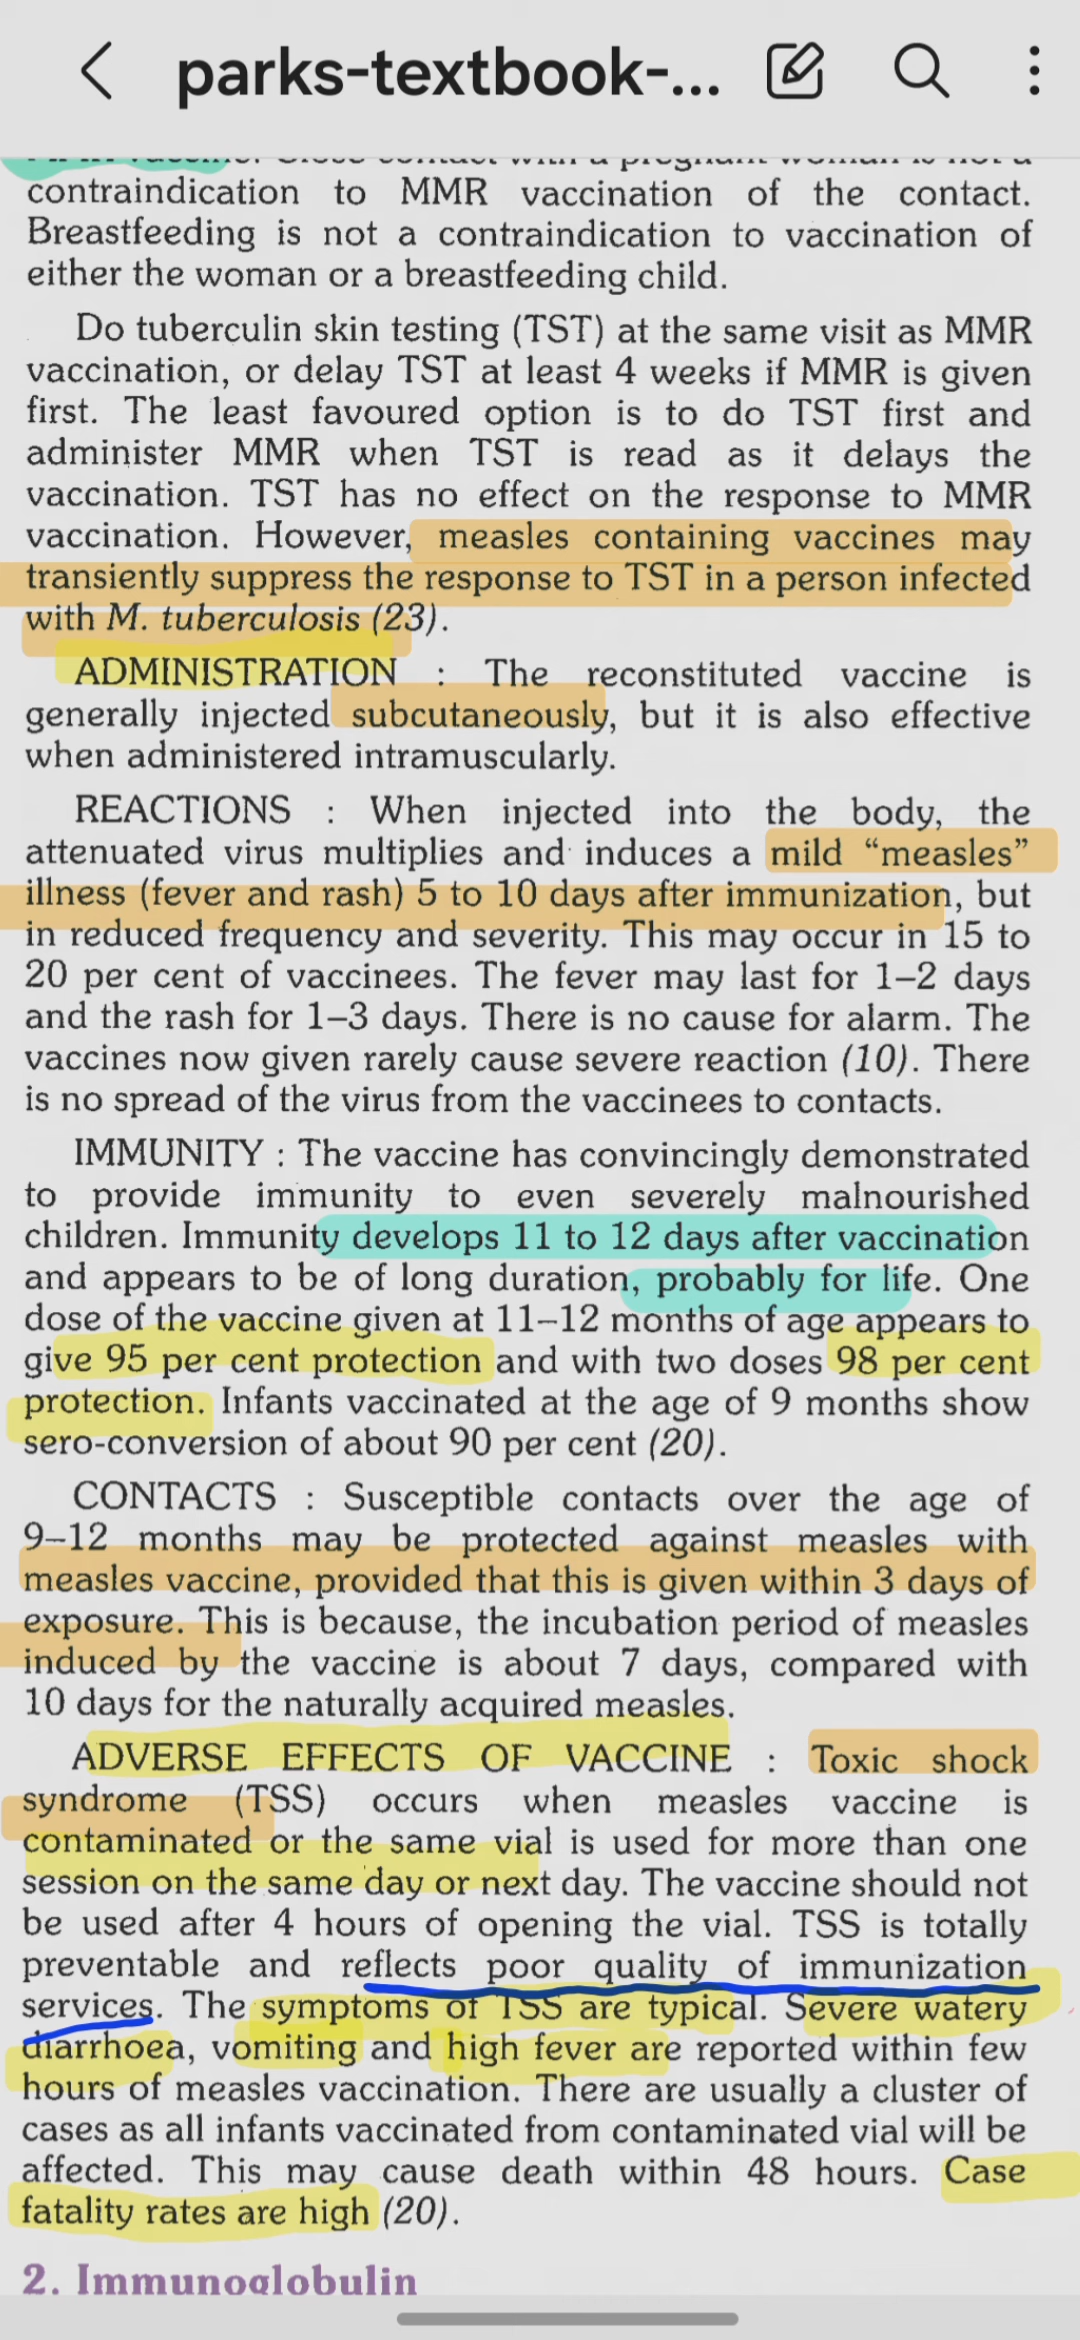 parks-textbook-...
MMR vaccine. Close contact with a pregnant woman is not a
contraindication to MMR vaccination of the contact.
Breastfeeding is not a contraindication to vaccination of
either the woman or a breastfeeding child.
Do tuberculin skin testing (TST) at the same visit as MMR
vaccination, or delay TST at least 4 weeks if MMR is given
first. The least favoured option is to do TST first and
administer MMR when TST is read as it delays the
vaccination. TST has no effect on the response to MMR
vaccination. However, measles containing vaccines may
transiently suppress the response to TST in a person infected
with M. tuberculosis (23).
ADMINISTRATION : The reconstituted vaccine is
generally injected subcutaneously, but it is also effective
when administered intramuscularly.
REACTIONS : When injected into the body, the
attenuated virus multiplies and induces a mild “measles”
illness (fever and rash) 5 to 10 days after immunization, but
in reduced frequency and severity. This may occur in 15 to
20 per cent of vaccinees. The fever may last for 1–2 days
and the rash for 1–3 days. There is no cause for alarm. The
vaccines now given rarely cause severe reaction (10). There
is no spread of the virus from the vaccinees to contacts.
IMMUNITY : The vaccine has convincingly demonstrated
to provide immunity to even severely malnourished
children. Immunity develops 11 to 12 days after vaccination
and appears to be of long duration, probably for life. One
dose of the vaccine given at 11–12 months of age appears to
give 95 per cent protection and with two doses 98 per cent
protection. Infants vaccinated at the age of 9 months show
sero-conversion of about 90 per cent (20).
CONTACTS : Susceptible contacts over the age of
9–12 months may be protected against measles with
measles vaccine, provided that this is given within 3 days of
exposure. This is because, the incubation period of measles
induced by the vaccine is about 7 days, compared with
10 days for the naturally acquired measles.
ADVERSE EFFECTS OF VACCINE : Toxic shock
syndrome (TSS) occurs when measles vaccine is
contaminated or the same vial is used for more than one
session on the same day or next day. The vaccine should not
be used after 4 hours of opening the vial. TSS is totally
preventable and reflects poor quality of immunization
services. The symptoms of TSS are typical. Severe watery
diarrhoea, vomiting and high fever are reported within few
hours of measles vaccination. There are usually a cluster of
cases as all infants vaccinated from contaminated vial will be
affected. This may cause death within 48 hours. Case
fatality rates are high (20).
2. Immunoglobulin